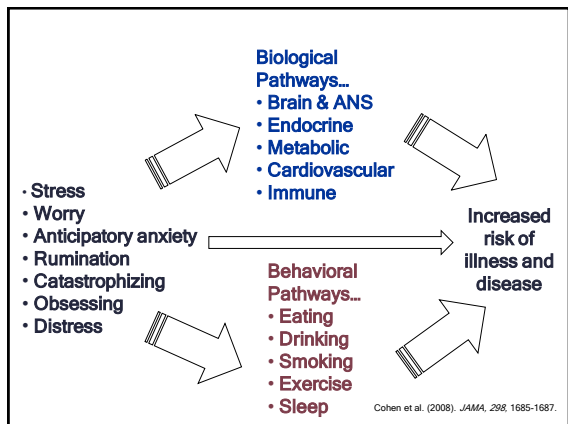 • Stress
• Worry
• Anticipatory anxiety
• Rumination
• Catastrophizing
• Obsessing
• Distress
Biological
Pathways...
• Brain & ANS
• Endocrine
• Metabolic
• Cardiovascular
• Immune
Behavioral
Pathways...
• Eating
• Drinking
• Smoking
• Exercise
• Sleep
Increased
risk of
illness and
disease
Cohen et al. (2008). JAMA, 298, 1685-1687.